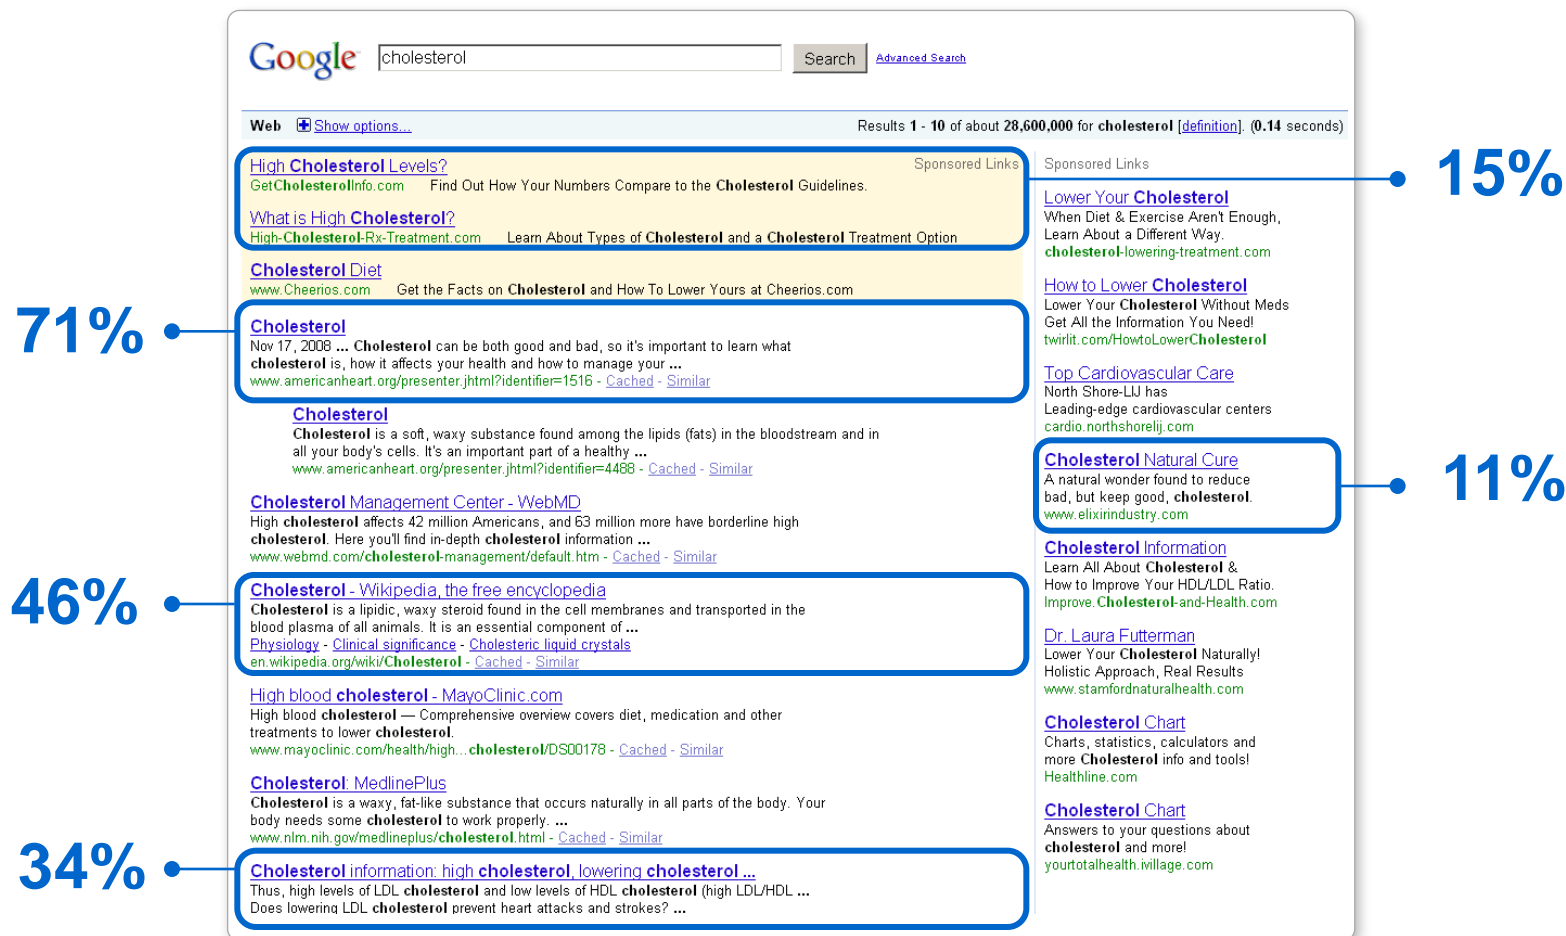 Google cholesterol Search Advanced Search
Web Show options... Results 1 - 10 of about 28,600,000 for cholesterol [definition]. (0.14 seconds)
High Cholesterol Levels? Sponsored Links
GetCholesterolInfo.com Find Out How Your Numbers Compare to the Cholesterol Guidelines.
What is High Cholesterol?
High-Cholesterol-Rx-Treatment.com Learn About Types of Cholesterol and a Cholesterol Treatment Option
Cholesterol Diet
www.Cheerios.com Get the Facts on Cholesterol and How To Lower Yours at Cheerios.com
15%
71%
Cholesterol
Nov 17, 2008 ... Cholesterol can be both good and bad, so it's important to learn what
cholesterol is, how it affects your health and how to manage your ...
www.americanheart.org/presenter.jhtml?identifier=1516 - Cached - Similar
Cholesterol
Cholesterol is a soft, waxy substance found among the lipids (fats) in the bloodstream and in
all your body's cells. It's an important part of a healthy ...
www.americanheart.org/presenter.jhtml?identifier=4488 - Cached - Similar
Cholesterol Management Center - WebMD
High cholesterol affects 42 million Americans, and 63 million more have borderline high
cholesterol. Here you'll find in-depth cholesterol information ...
www.webmd.com/cholesterol-management/default.htm - Cached - Similar
46%
Cholesterol - Wikipedia, the free encyclopedia
Cholesterol is a lipidic, waxy steroid found in the cell membranes and transported in the
blood plasma of all animals. It is an essential component of ...
Physiology - Clinical significance - Cholesteric liquid crystals
en.wikipedia.org/wiki/Cholesterol - Cached - Similar
High blood cholesterol - MayoClinic.com
High blood cholesterol — Comprehensive overview covers diet, medication and other
treatments to lower cholesterol.
www.mayoclinic.com/health/high...cholesterol/DS00178 - Cached - Similar
Cholesterol: MedlinePlus
Cholesterol is a waxy, fat-like substance that occurs naturally in all parts of the body. Your
body needs some cholesterol to work properly. ...
www.nlm.nih.gov/medlineplus/cholesterol.html - Cached - Similar
34%
Cholesterol information: high cholesterol, lowering cholesterol ...
Thus, high levels of LDL cholesterol and low levels of HDL cholesterol (high LDL/HDL ...
Does lowering LDL cholesterol prevent heart attacks and strokes? ...
Sponsored Links
Lower Your Cholesterol
When Diet & Exercise Aren't Enough,
Learn About a Different Way.
cholesterol-lowering-treatment.com
How to Lower Cholesterol
Lower Your Cholesterol Without Meds
Get All the Information You Need!
twirlit.com/HowtoLowerCholesterol
Top Cardiovascular Care
North Shore-LIJ has
Leading-edge cardiovascular centers
cardio.northshorelij.com
Cholesterol Natural Cure
A natural wonder found to reduce
bad, but keep good, cholesterol.
www.elixirindustry.com
11%
Cholesterol Information
Learn All About Cholesterol &
How to Improve Your HDL/LDL Ratio.
Improve.Cholesterol-and-Health.com
Dr. Laura Futterman
Lower Your Cholesterol Naturally!
Holistic Approach, Real Results
www.stamfordnaturalhealth.com
Cholesterol Chart
Charts, statistics, calculators and
more Cholesterol info and tools!
Healthline.com
Cholesterol Chart
Answers to your questions about
cholesterol and more!
yourtotalhealth.ivillage.com